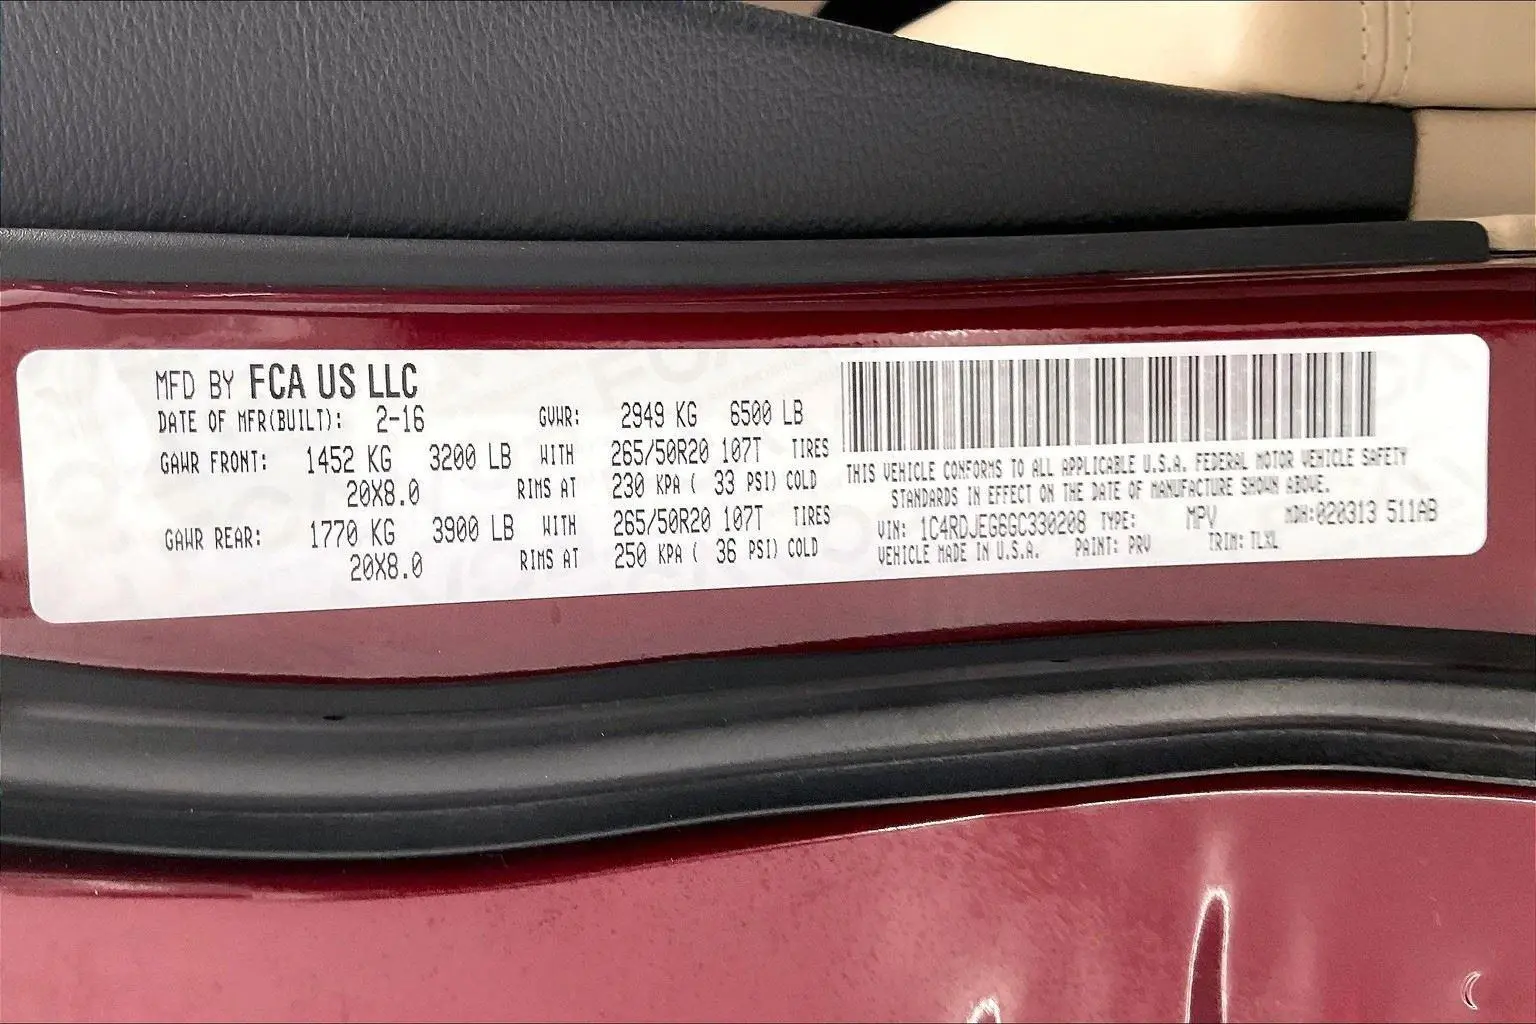 MFD BY FCA US LLC
DATE OF MFR(BUILT): 2-16 GVWR: 2949 KG 6500 LB
GAWR FRONT: 1452 KG 3200 LB WITH 265/50R20 107T TIRES
20X8.0 RIMS AT 230 KPA ( 33 PSI) COLD
GAWR REAR: 1770 KG 3900 LB WITH 265/50R20 107T TIRES
20X8.0 RIMS AT 250 KPA ( 36 PSI) COLD
THIS VEHICLE CONFORMS TO ALL APPLICABLE U.S.A. FEDERAL MOTOR VEHICLE SAFETY
STANDARDS IN EFFECT ON THE DATE OF MANUFACTURE SHOWN ABOVE.
VIN: 1C4RDJEG6GC330208 TYPE: MPV MDH:020313 511AB
VEHICLE MADE IN U.S.A. PAINT: PRV TRIM: TLXL